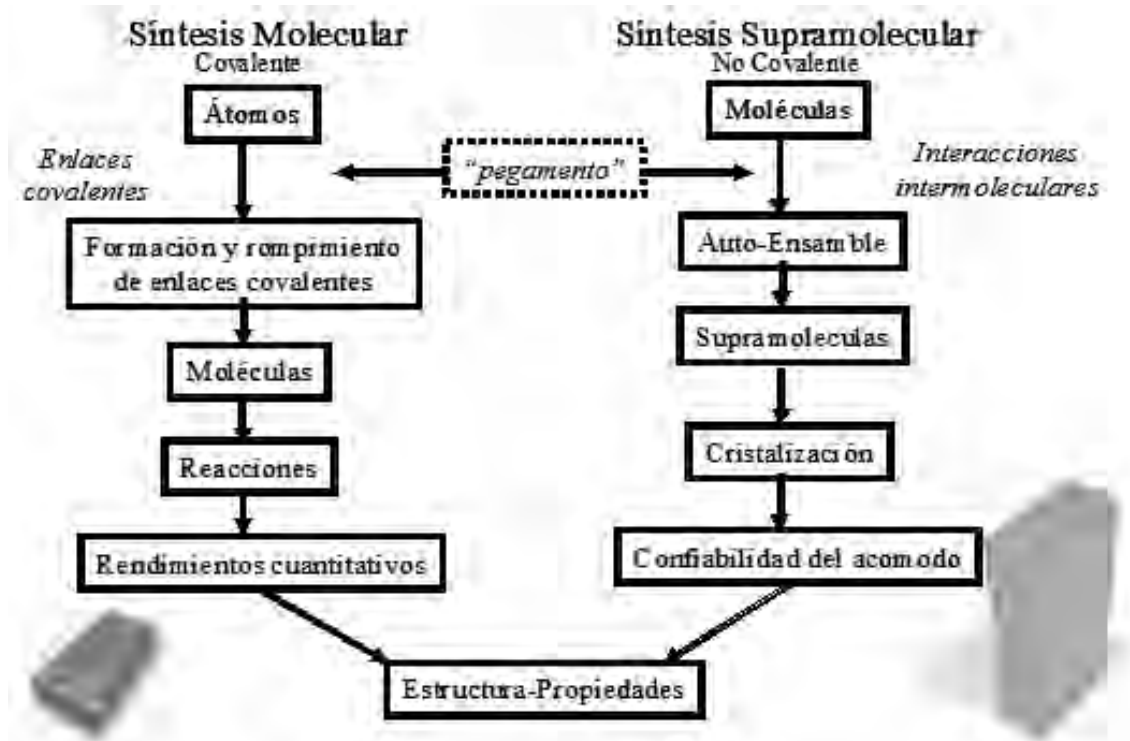 Síntesis Molecular
Covalente
Átomos
Enlaces
covalentes
Formación y rompimiento
de enlaces covalentes
Moléculas
Reacciones
Rendimientos cuantitativos
"pegamento"
Síntesis Supramolecular
No Covalente
Moléculas
Interacciones
intermoleculares
Auto-Ensamble
Supramoleculas
Cristalización
Confiabilidad del acomodo
Estructura-Propiedades